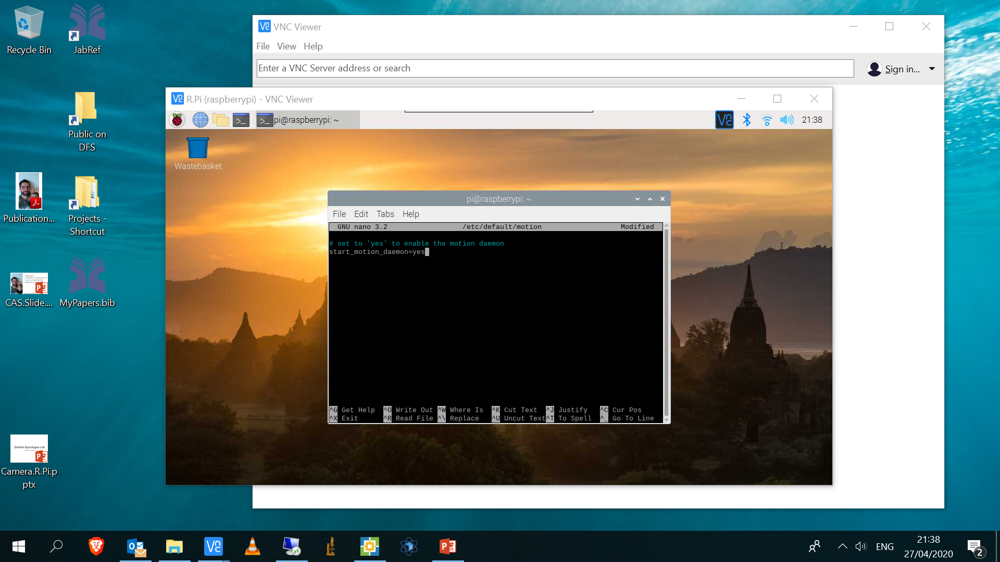 Recycle Bin
JabRef
Public on
DFS
Publication...
Projects -
Shortcut
CAS.Slide....
MyPapers.bib
Zombie Apocalypse Lab
Camera.R.Pi.p
ptx
VNC Viewer
File View Help
Enter a VNC Server address or search
Sign in...
R.Pi (raspberrypi) - VNC Viewer
pi@raspberrypi: ~
21:38
Wastebasket
pi@raspberrypi: ~
File Edit Tabs Help
GNU nano 3.2 /etc/default/motion Modified
# set to 'yes' to enable the motion daemon
start_motion_daemon=yes
^G Get Help ^O Write Out ^W Where Is ^K Cut Text ^J Justify ^C Cur Pos
^X Exit ^R Read File ^\ Replace ^U Uncut Text ^T To Spell ^_ Go To Line
ENG
21:38
27/04/2020
2